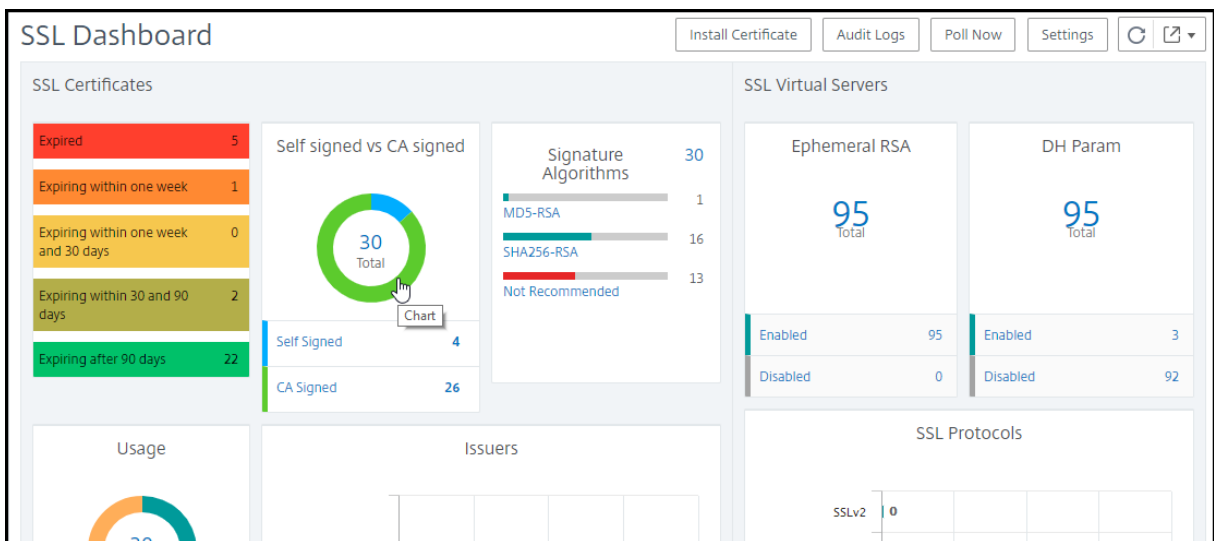 SSL Dashboard
Install Certificate
Audit Logs
Poll Now
Settings
SSL Certificates
Expired 5
Expiring within one week 1
Expiring within one week 0
and 30 days
Expiring within 30 and 90 2
days
Expiring after 90 days 22
Self signed vs CA signed
30
Total
Chart
Self Signed 4
CA Signed 26
Signature 30
Algorithms
1
MD5-RSA
16
SHA256-RSA
13
Not Recommended
SSL Virtual Servers
Ephemeral RSA
95
Total
Enabled 95
Disabled 0
DH Param
95
Total
Enabled 3
Disabled 92
Usage
Issuers
SSL Protocols
SSLv2 0